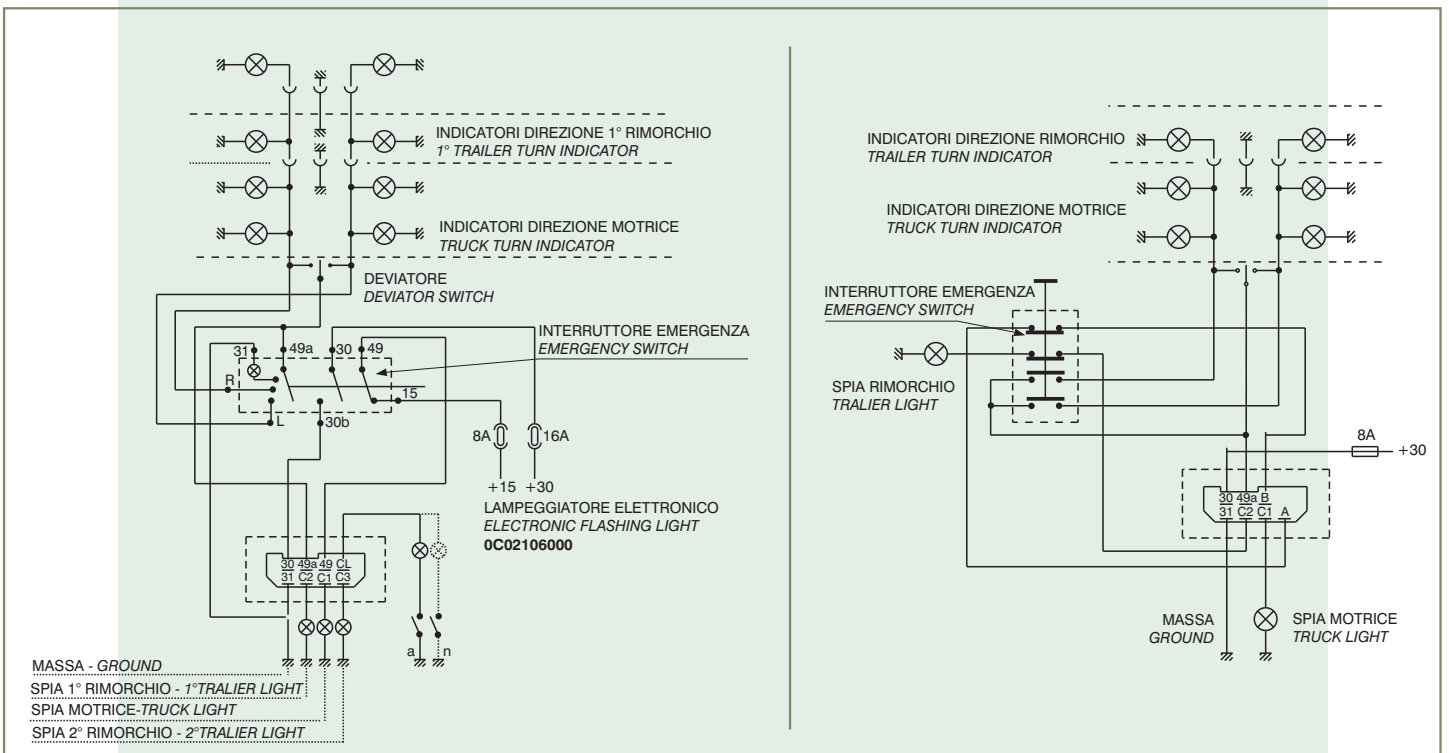 INDICATORI DIREZIONE 1° RIMORCHIO
1° TRAILER TURN INDICATOR
INDICATORI DIREZIONE MOTRICE
TRUCK TURN INDICATOR
DEVIATORE
DEVIATOR SWITCH
INTERRUTTORE EMERGENZA
EMERGENCY SWITCH
31
49a
30
49
R
15
L
30b
8A
16A
+15 +30
LAMPEGGIATORE ELETTRONICO
ELECTRONIC FLASHING LIGHT
0C02106000
30 49a 49 CL
31 C2 C1 C3
a
n
MASSA - GROUND
SPIA 1° RIMORCHIO - 1°TRALIER LIGHT
SPIA MOTRICE-TRUCK LIGHT
SPIA 2° RIMORCHIO - 2°TRALIER LIGHT
INDICATORI DIREZIONE RIMORCHIO
TRAILER TURN INDICATOR
INDICATORI DIREZIONE MOTRICE
TRUCK TURN INDICATOR
INTERRUTTORE EMERGENZA
EMERGENCY SWITCH
SPIA RIMORCHIO
TRALIER LIGHT
8A
+30
30 49a B
31 C2 C1 A
MASSA
GROUND
SPIA MOTRICE
TRUCK LIGHT